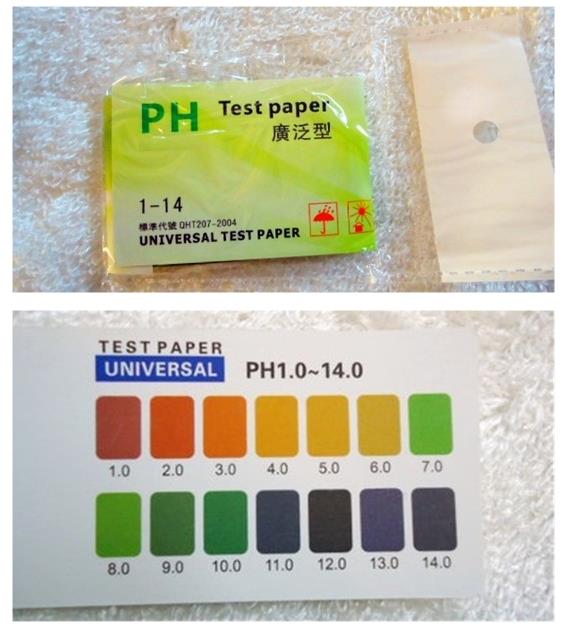 PH Test paper
廣泛型
1-14
標準代號 QHT207-2004
UNIVERSAL TEST PAPER
TEST PAPER
UNIVERSAL PH1.0~14.0
1.0 2.0 3.0 4.0 5.0 6.0 7.0
8.0 9.0 10.0 11.0 12.0 13.0 14.0